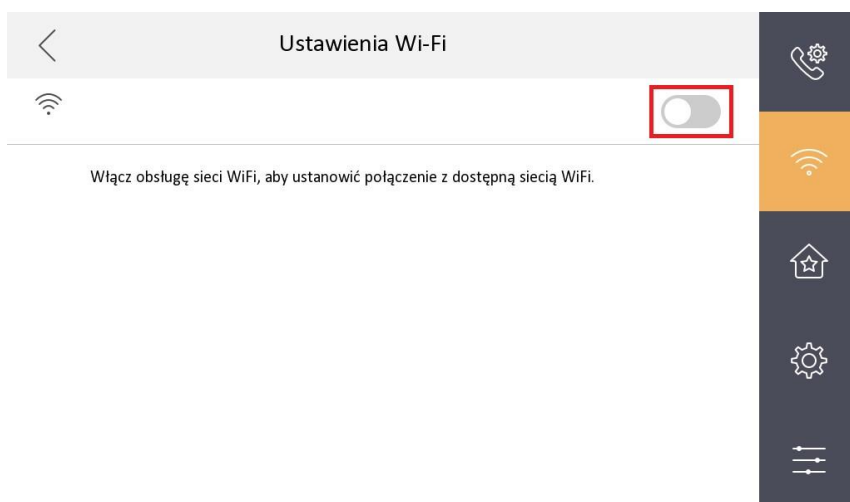 Ustawienia Wi-Fi
Włącz obsługę sieci WiFi, aby ustanowić połączenie z dostępną siecią WiFi.